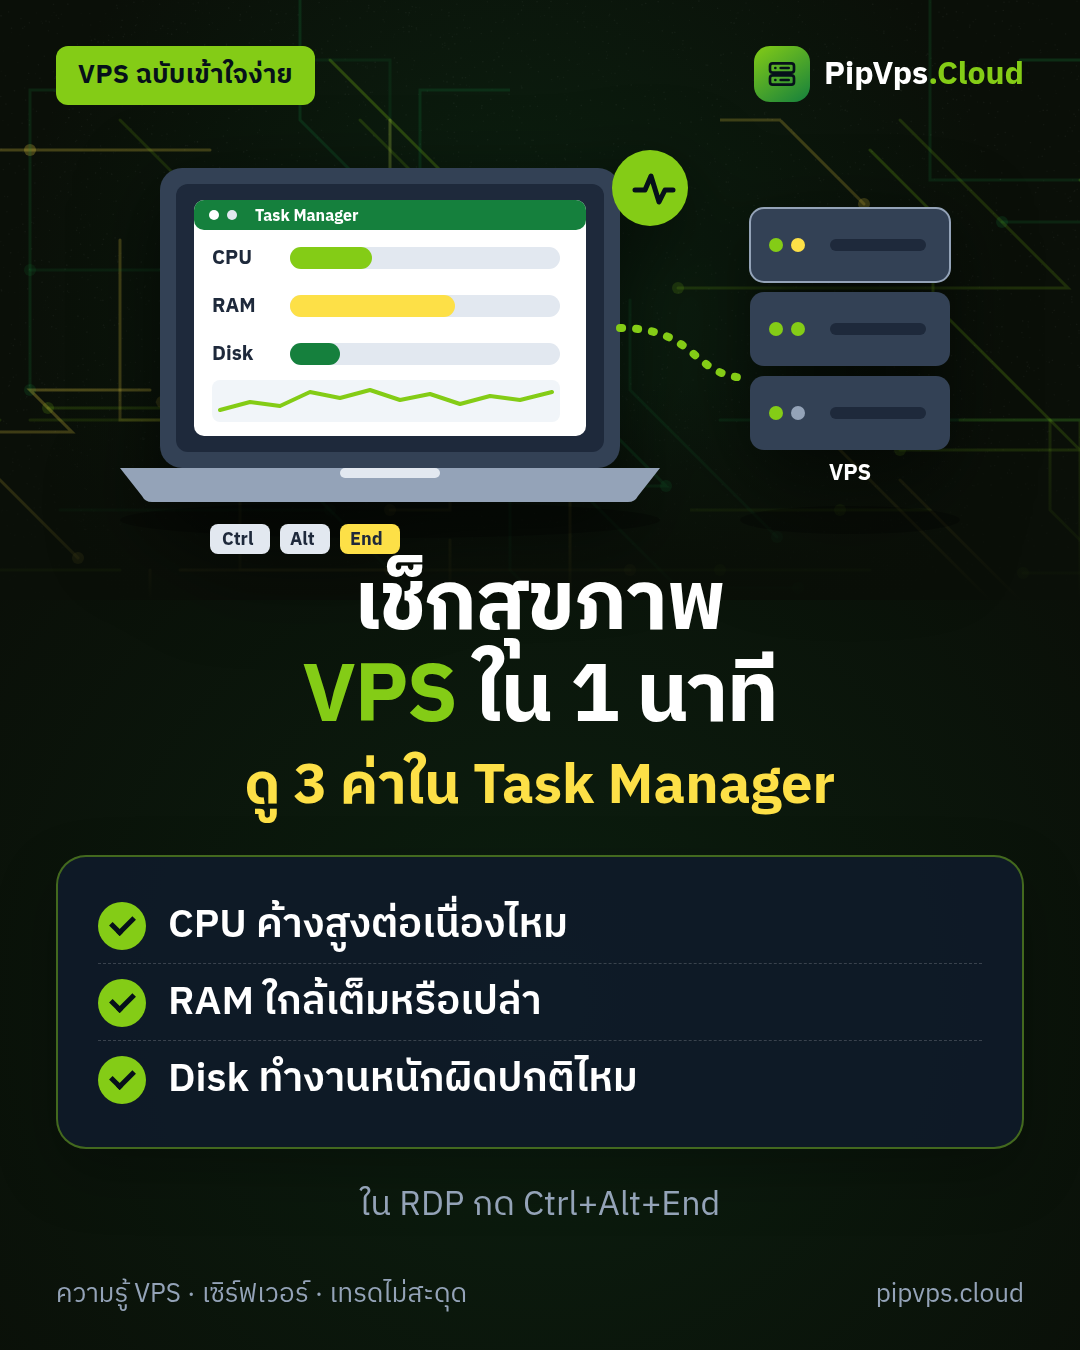 VPS ฉบับเข้าใจง่าย
PipVps.Cloud
Task Manager
CPU
RAM
Disk
VPS
Ctrl Alt End
เช็กสุขภาพ
VPS ใน 1 นาที
ดู 3 ค่าใน Task Manager
CPU ค้างสูงต่อเนื่องไหม
RAM ใกล้เต็มหรือเปล่า
Disk ทำงานหนักผิดปกติไหม
ใน RDP กด Ctrl+Alt+End
ความรู้ VPS · เซิร์ฟเวอร์ · เทรดไม่สะดุด
pipvps.cloud